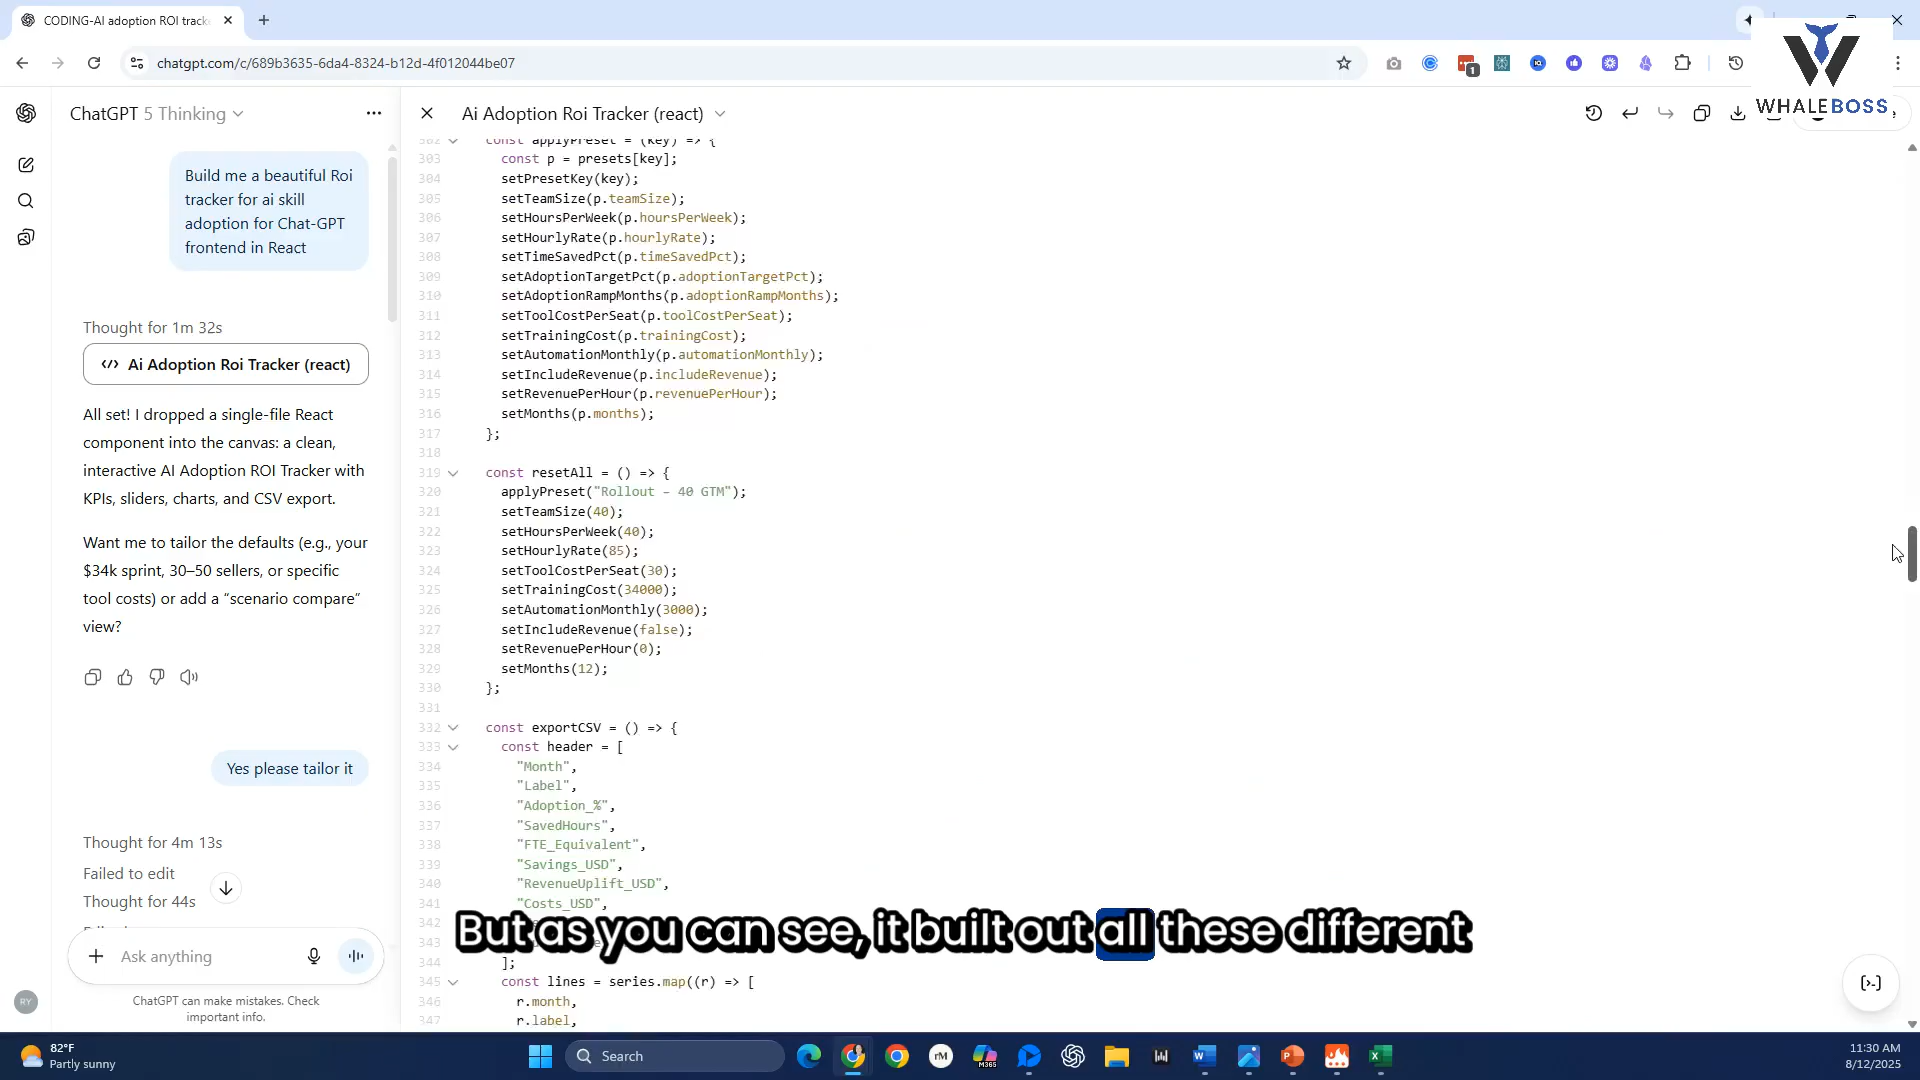 CODING-AI adoption ROI track
chatgpt.com/c/689b3635-6da4-8324-b12d-4f012044be07
1
WHALEBOSS
ChatGPT 5 Thinking
Build me a beautiful Roi
tracker for ai skill
adoption for Chat-GPT
frontend in React
Thought for 1m 32s
Ai Adoption Roi Tracker (react)
All set! I dropped a single-file React
component into the canvas: a clean,
interactive AI Adoption ROI Tracker with
KPIs, sliders, charts, and CSV export.
Want me to tailor the defaults (e.g., your
$34k sprint, 30–50 sellers, or specific
tool costs) or add a “scenario compare”
view?
Yes please tailor it
Thought for 4m 13s
Failed to edit
Thought for 44s
Ask anything
ChatGPT can make mistakes. Check
important info.
RY
Ai Adoption Roi Tracker (react)
302 const applyPreset = (key) => {
303 const p = presets[key];
304 setPresetKey(key);
305 setTeamSize(p.teamSize);
306 setHoursPerWeek(p.hoursPerWeek);
307 setHourlyRate(p.hourlyRate);
308 setTimeSavedPct(p.timeSavedPct);
309 setAdoptionTargetPct(p.adoptionTargetPct);
310 setAdoptionRampMonths(p.adoptionRampMonths);
311 setToolCostPerSeat(p.toolCostPerSeat);
312 setTrainingCost(p.trainingCost);
313 setAutomationMonthly(p.automationMonthly);
314 setIncludeRevenue(p.includeRevenue);
315 setRevenuePerHour(p.revenuePerHour);
316 setMonths(p.months);
317 };
318
319 const resetAll = () => {
320 applyPreset("Rollout – 40 GTM");
321 setTeamSize(40);
322 setHoursPerWeek(40);
323 setHourlyRate(85);
324 setToolCostPerSeat(30);
325 setTrainingCost(34000);
326 setAutomationMonthly(3000);
327 setIncludeRevenue(false);
328 setRevenuePerHour(0);
329 setMonths(12);
330 };
331
332 const exportCSV = () => {
333 const header = [
334 "Month",
335 "Label",
336 "Adoption_%",
337 "SavedHours",
338 "FTE_Equivalent",
339 "Savings_USD",
340 "RevenueUplift_USD",
341 "Costs_USD",
342
343
344 ];
345 const lines = series.map((r) => [
346 r.month,
347 r.label,
But as you can see, it built out all these different
82°F
Partly sunny
Search
rM
M365
11:30 AM
8/12/2025